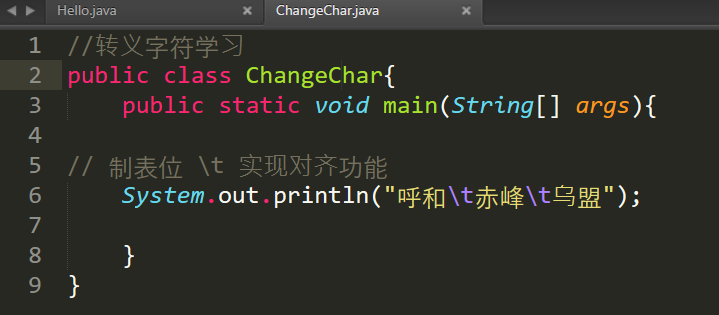 Hello.java ChangeChar.java
1 //转义字符学习
2 public class ChangeChar{
3 public static void main(String[] args){
4
5 // 制表位 \t 实现对齐功能
6 System.out.println("呼和\t赤峰\t乌盟");
7
8 }
9 }